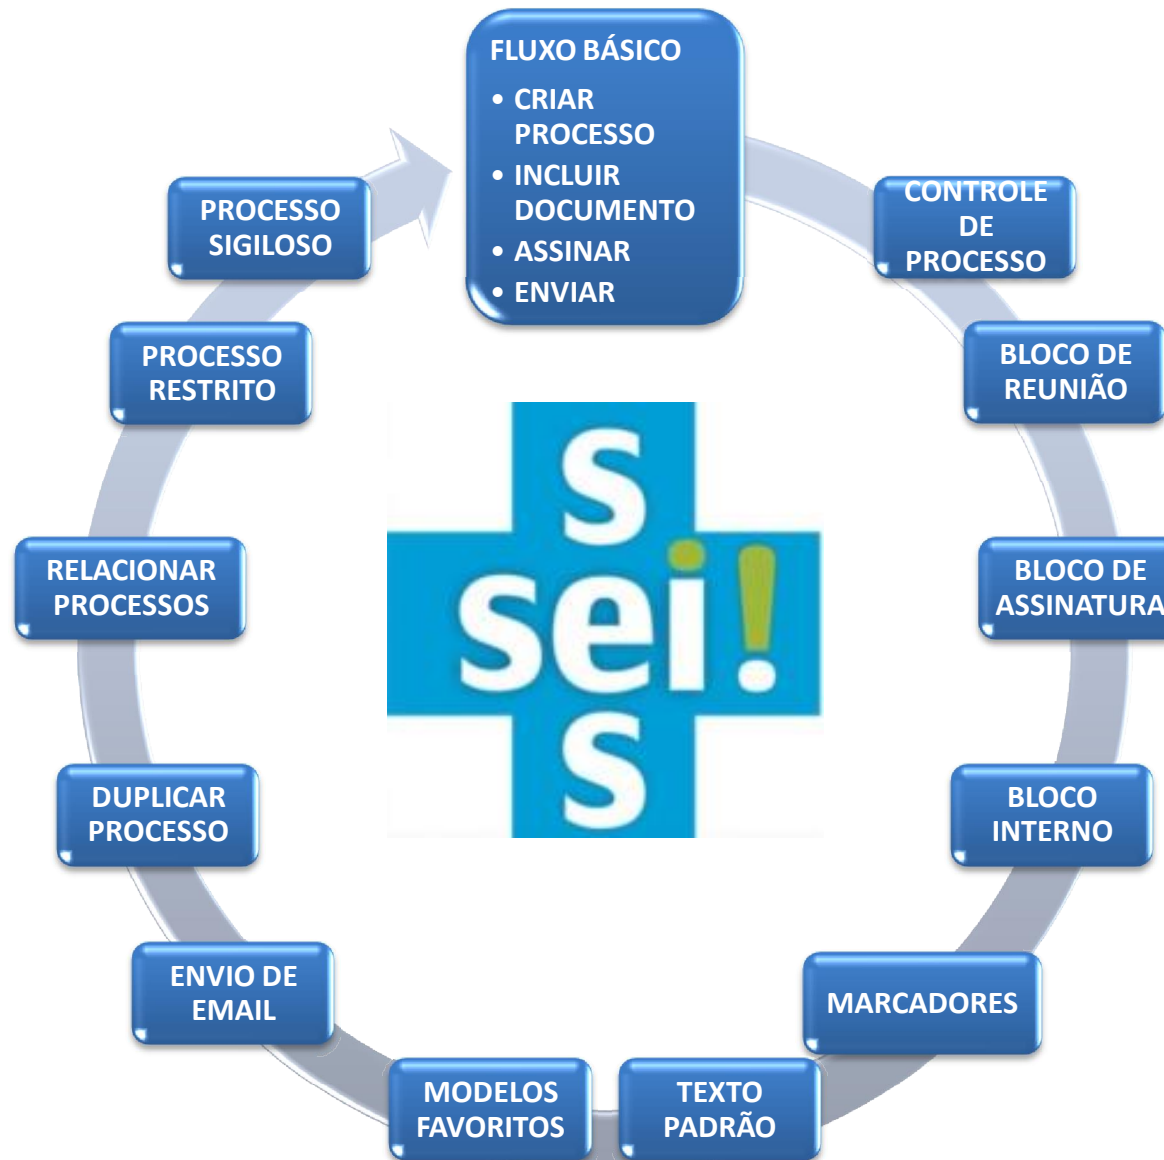 FLUXO BÁSICO
• CRIAR
PROCESSO
• INCLUIR
DOCUMENTO
• ASSINAR
• ENVIAR
CONTROLE
DE
PROCESSO
BLOCO DE
REUNIÃO
BLOCO DE
ASSINATURA
BLOCO
INTERNO
MARCADORES
TEXTO
PADRÃO
MODELOS
FAVORITOS
ENVIO DE
EMAIL
DUPLICAR
PROCESSO
RELACIONAR
PROCESSOS
PROCESSO
RESTRITO
PROCESSO
SIGILOSO
s
sei!
s